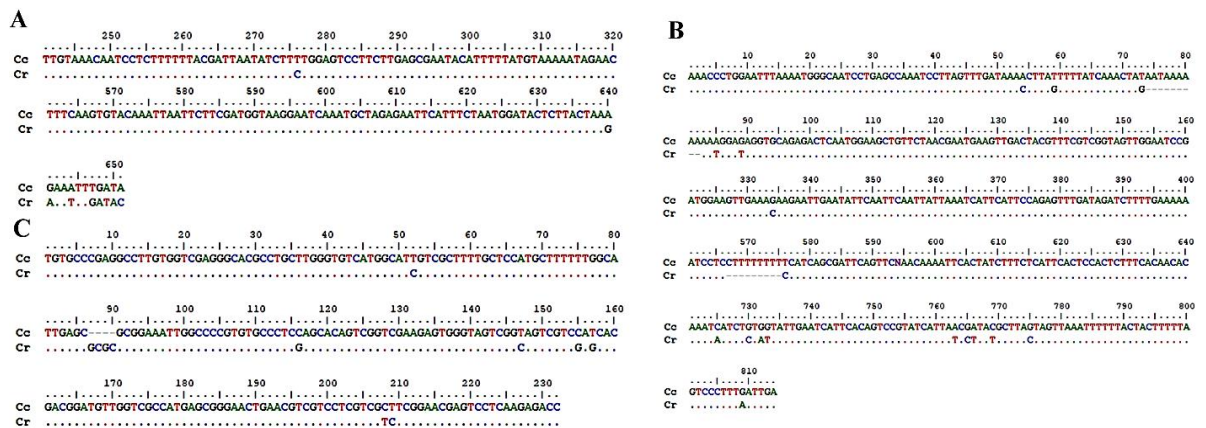 A
250 260 270 280 290 300 310 320
Cc TTGTAAACAATCCTCTTTTTTACGATTAATATCTTTTGGAGTCCTTCTTGAGCGAATACATTTTTATGTAAAAATAGAAC
Cr ...................................C............................................
570 580 590 600 610 620 630 640
Cc TTTCAAGTGTACAAATTAATTCTTCGATGGTAAGGAATCAAATGCTAGAGAATTCATTTCTAATGGATACTCTTACTAAA
Cr ...............................................................................G
650
Cc GAAATTTGATA
Cr A..T..GATAC
C
10 20 30 40 50 60 70 80
Cc TGTGCCCGAGGCCTTGTGGTCGAGGGCACGCCTGCTTGGGTGTCATGGCATTGTCGCTTTTGCTCCATGCTTTTTTGGCA
Cr ...................................................C............................
90 100 110 120 130 140 150 160
Cc TTGAGC----GCGGAAATTGGCCCCGTGTGCCCTCCAGCACAGTCGGTCGAAGAGTGGGTAGTCGGTAGTCGTCCATCAC
Cr ......GCGC.........................G..............................C.......G.G...
170 180 190 200 210 220 230
Cc GACGGATGTTGGTCGCCATGAGCGGGAACTGAACGTCGTCCTCGTCGCTTCGGAACGAGTCCTCAAGAGACC
Cr ...............................................TC.......................
B
10 20 30 40 50 60 70 80
Cc AAACCCTGGAATTTAAAATGGGCAATCCTGAGCCAAATCCTTAGTTTGATAAAACTTATTTTTATCAAACTATAATAAAA
Cr .....................................................C....G.............G-------
90 100 110 120 130 140 150 160
Cc AAAAAGGAGAGGTGCAGAGACTCAATGGAAGCTGTTCTAACGAATGAAGTTGACTACGTTTCGTCGGTAGTTGGAATCCG
Cr --..T...T.......................................................................
330 340 350 360 370 380 390 400
Cc ATGGAAGTTGAAAGAAGAATTGAATATTCAATTCAATTATTAAATCATTCATTCCAGAGTTTGATAGATCTTTTGAAAAA
Cr .............C..................................................................
570 580 590 600 610 620 630 640
Cc ATCCTCCTTTTTTTTTCATCAGCGATTCAGTTCNAACAAAATTCACTATCTTTCTCATTCACTCCACTCTTTCACAACAC
Cr ......---------C................................................................
730 740 750 760 770 780 790 800
Cc AAATCATCTGTGGTATTGAATCATTCACAGTCCGTATCATTAACGATACGCTTAGTAGTTAAATTTTTTACTACTTTTTA
Cr ....A....C.AT.............................T.CT..T.....C.........................
810
Cc GTCCCTTTGATTGA
Cr ........A.....